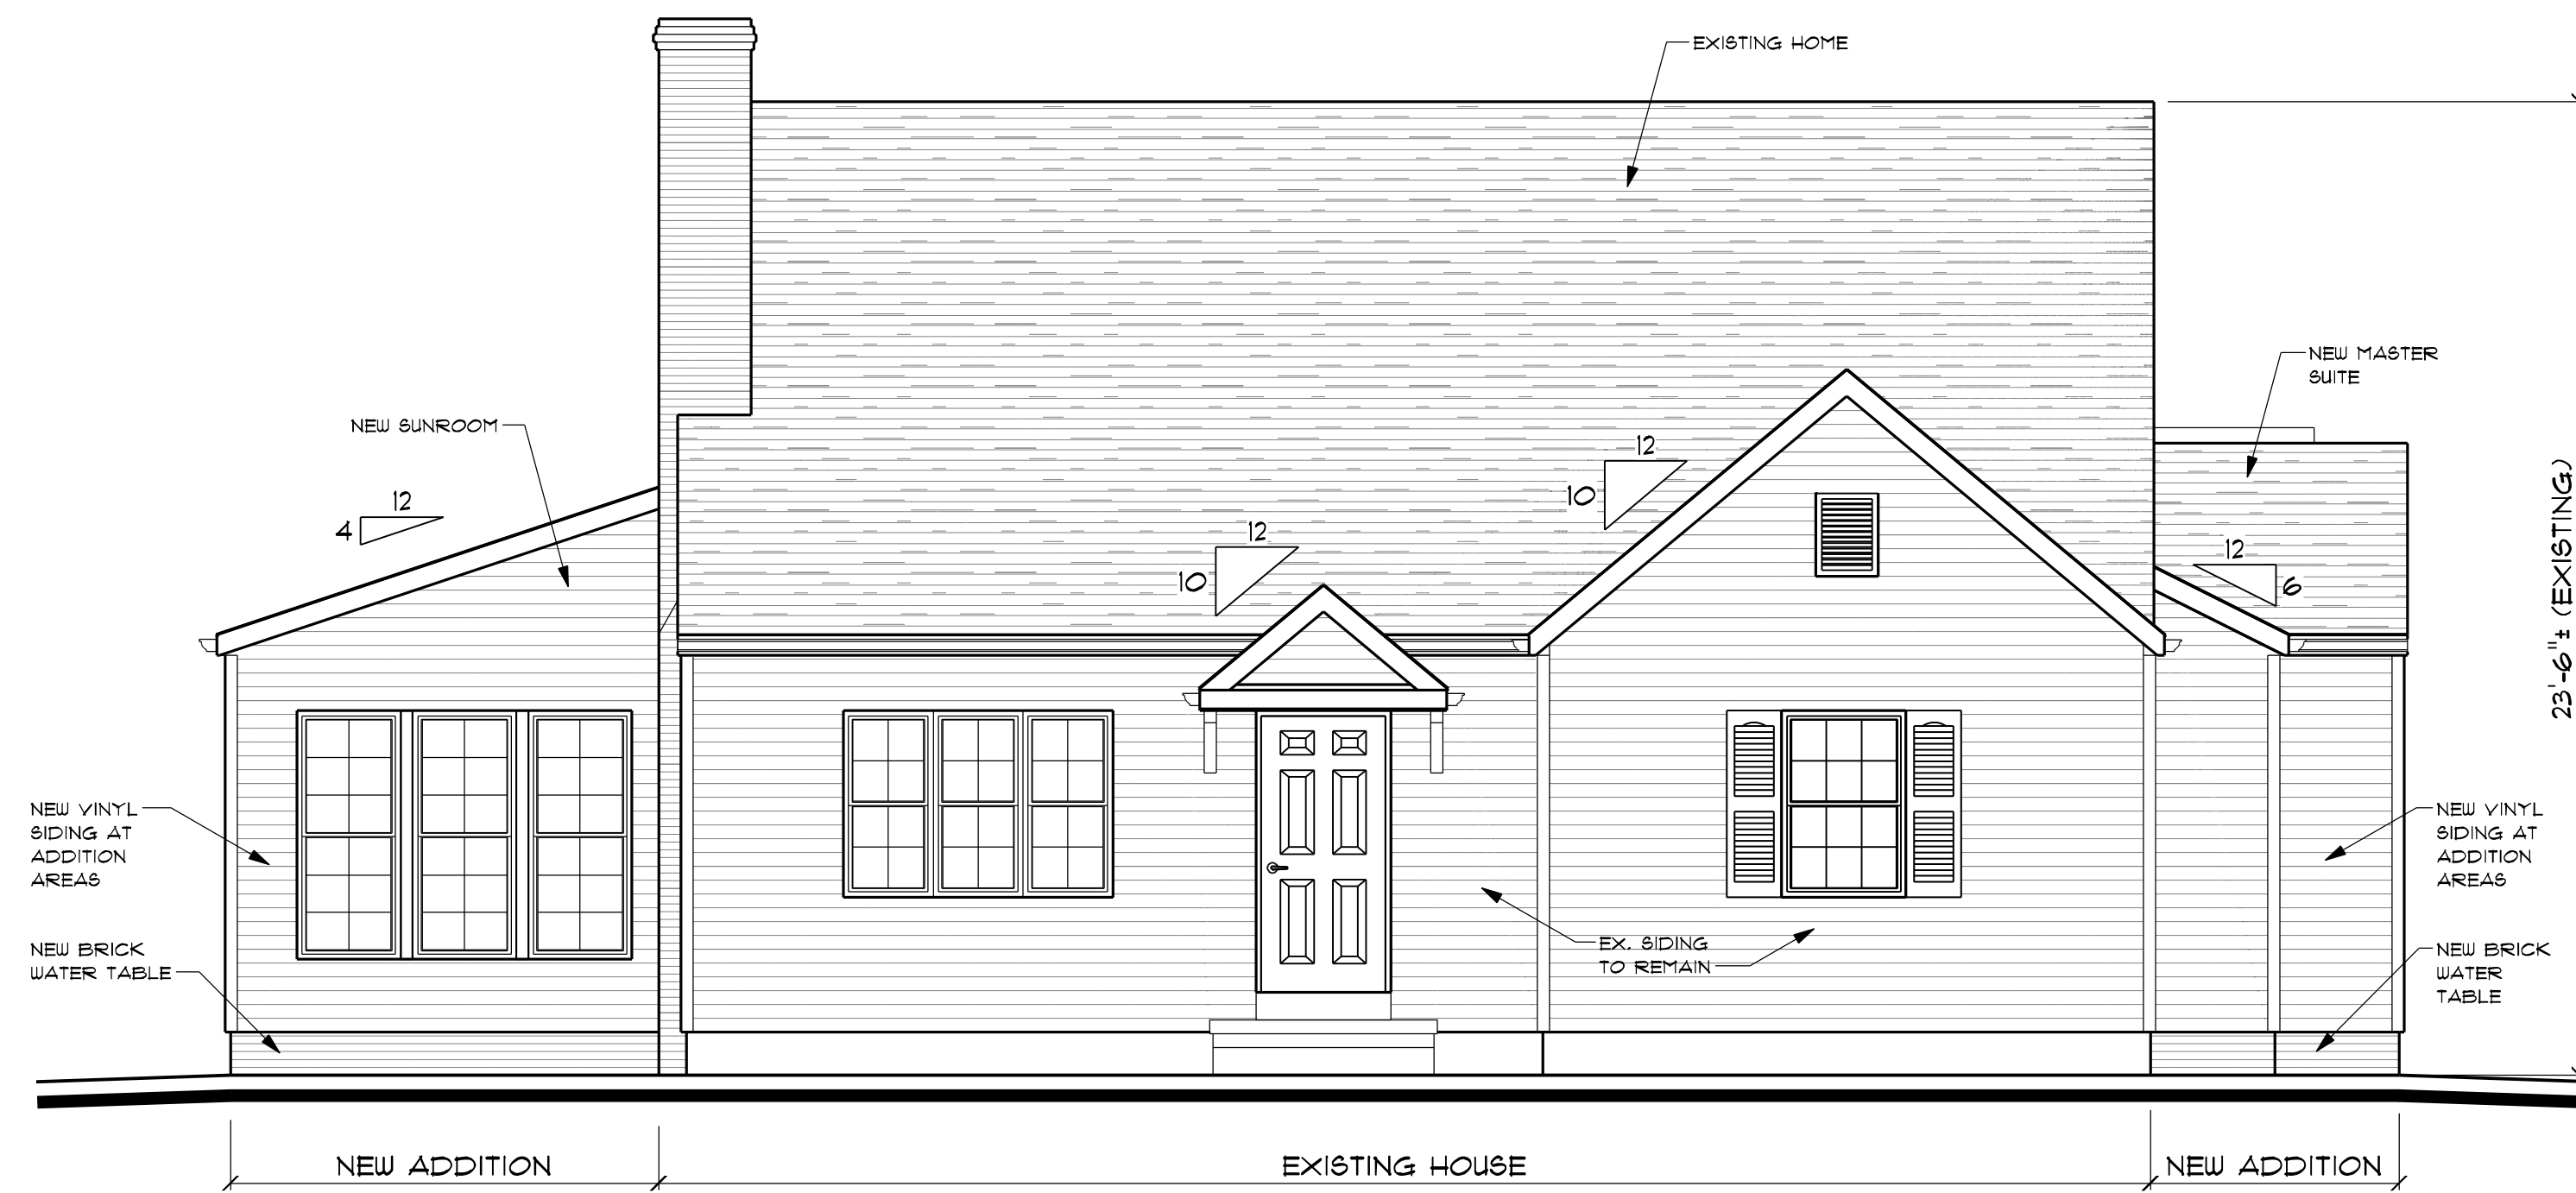 EXISTING HOME
NEW MASTER
SUITE
NEW SUNROOM
12
4
12
10
12
10
12
6
23'-6"± (EXISTING)
NEW VINYL
SIDING AT
ADDITION
AREAS
NEW BRICK
WATER TABLE
EX. SIDING
TO REMAIN
NEW VINYL
SIDING AT
ADDITION
AREAS
NEW BRICK
WATER
TABLE
NEW ADDITION
EXISTING HOUSE
NEW ADDITION